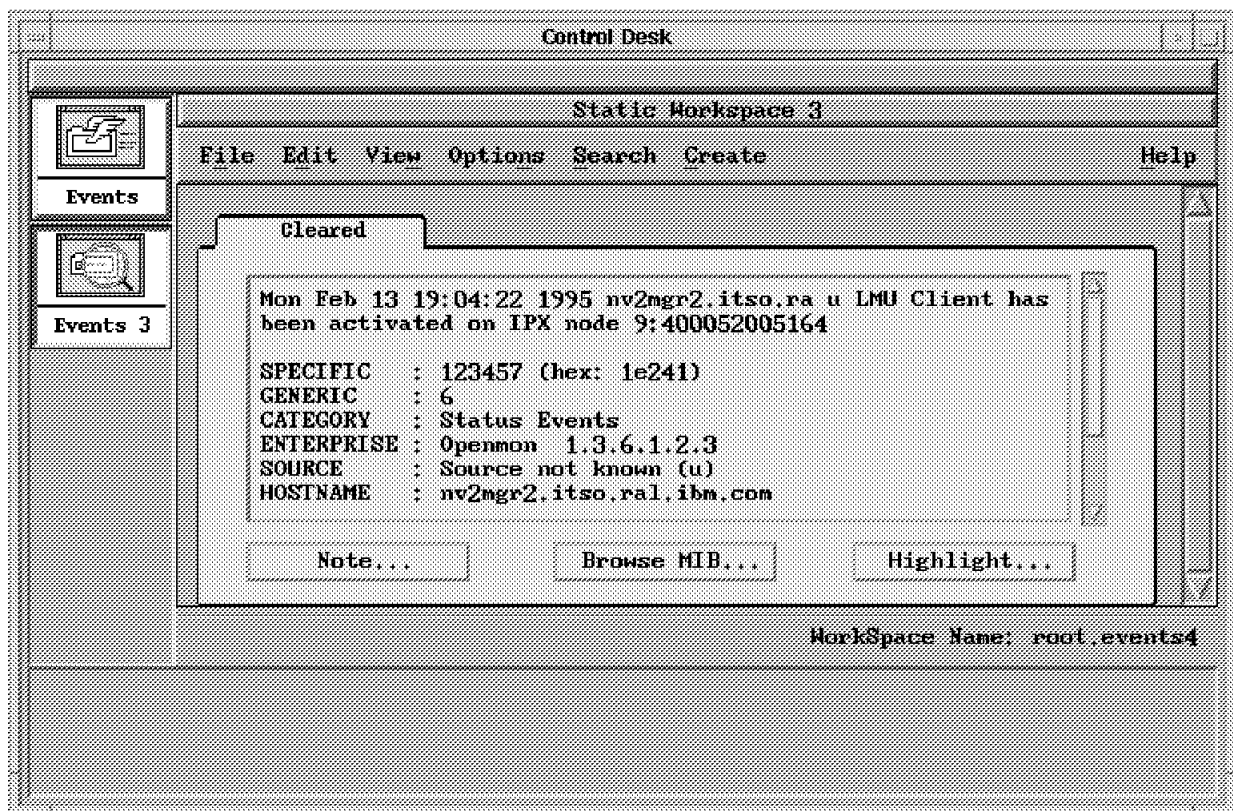 Control Desk
Static Workspace 3
File Edit View Options Search Create Help
Events
Events 3
Cleared
Mon Feb 13 19:04:22 1995 nv2mgr2.itso.ra u LMU Client has
been activated on IPX node 9:400052005164
SPECIFIC : 123457 (hex: 1e241)
GENERIC : 6
CATEGORY : Status Events
ENTERPRISE : Openmon 1.3.6.1.2.3
SOURCE : Source not known (u)
HOSTNAME : nv2mgr2.itso.ral.ibm.com
Note... Browse MIB... Highlight...
WorkSpace Name: root.events4